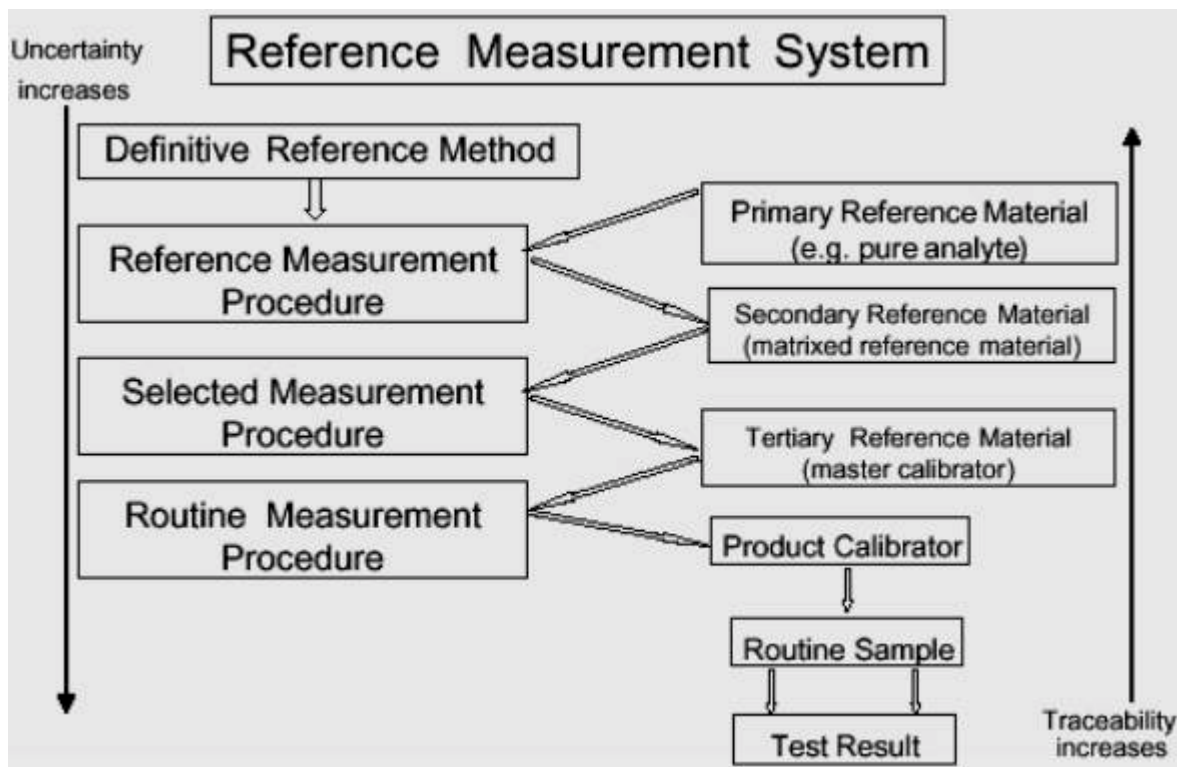 Reference Measurement System
Uncertainty
increases
Definitive Reference Method
Primary Reference Material
(e.g. pure analyte)
Reference Measurement
Procedure
Secondary Reference Material
(matrixed reference material)
Selected Measurement
Procedure
Tertiary Reference Material
(master calibrator)
Routine Measurement
Procedure
Product Calibrator
Routine Sample
Test Result
Traceability
increases